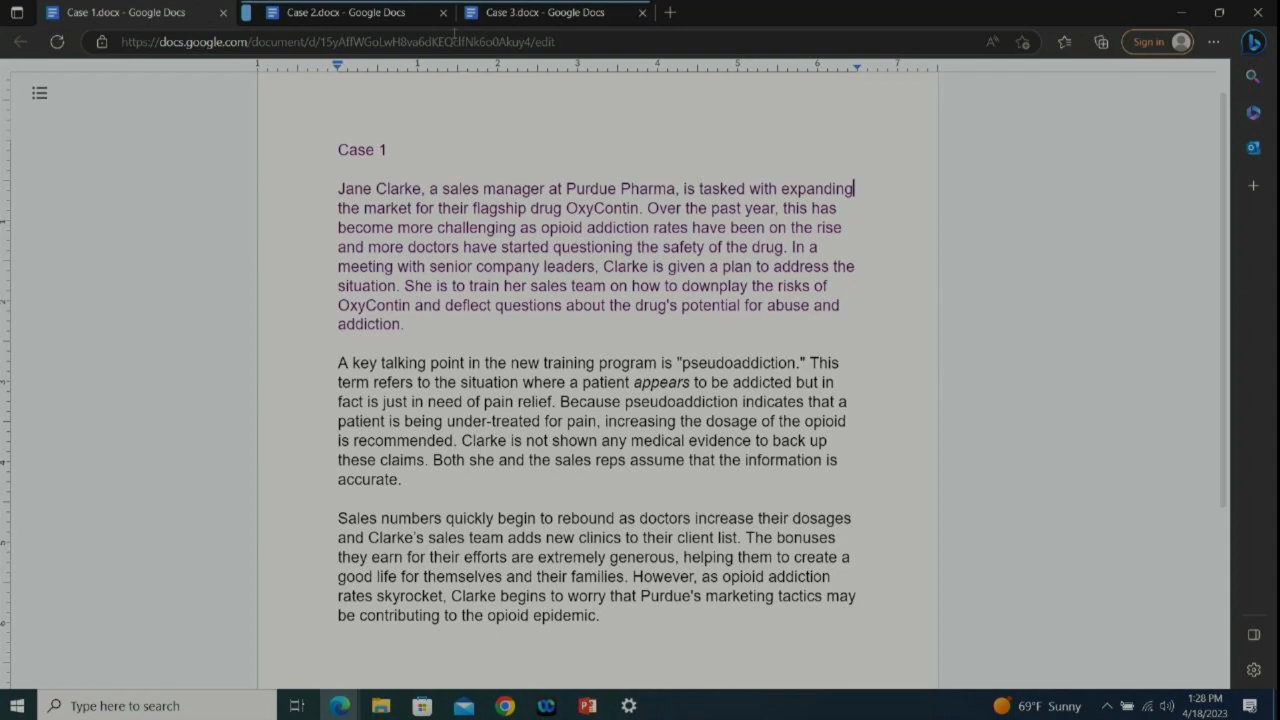 Case 1.docx - Google Docs
Case 2.docx - Google Docs
Case 3.docx - Google Docs
Sign in
1 1 2 3 4 5 6 7
Case 1
Jane Clarke, a sales manager at Purdue Pharma, is tasked with expanding
the market for their flagship drug OxyContin. Over the past year, this has
become more challenging as opioid addiction rates have been on the rise
and more doctors have started questioning the safety of the drug. In a
meeting with senior company leaders, Clarke is given a plan to address the
situation. She is to train her sales team on how to downplay the risks of
OxyContin and deflect questions about the drug's potential for abuse and
addiction.
A key talking point in the new training program is "pseudoaddiction." This
term refers to the situation where a patient appears to be addicted but in
fact is just in need of pain relief. Because pseudoaddiction indicates that a
patient is being under-treated for pain, increasing the dosage of the opioid
is recommended. Clarke is not shown any medical evidence to back up
these claims. Both she and the sales reps assume that the information is
accurate.
Sales numbers quickly begin to rebound as doctors increase their dosages
and Clarke's sales team adds new clinics to their client list. The bonuses
they earn for their efforts are extremely generous, helping them to create a
good life for themselves and their families. However, as opioid addiction
rates skyrocket, Clarke begins to worry that Purdue's marketing tactics may
be contributing to the opioid epidemic.
Type here to search
69°F Sunny
1:28 PM
4/18/2023